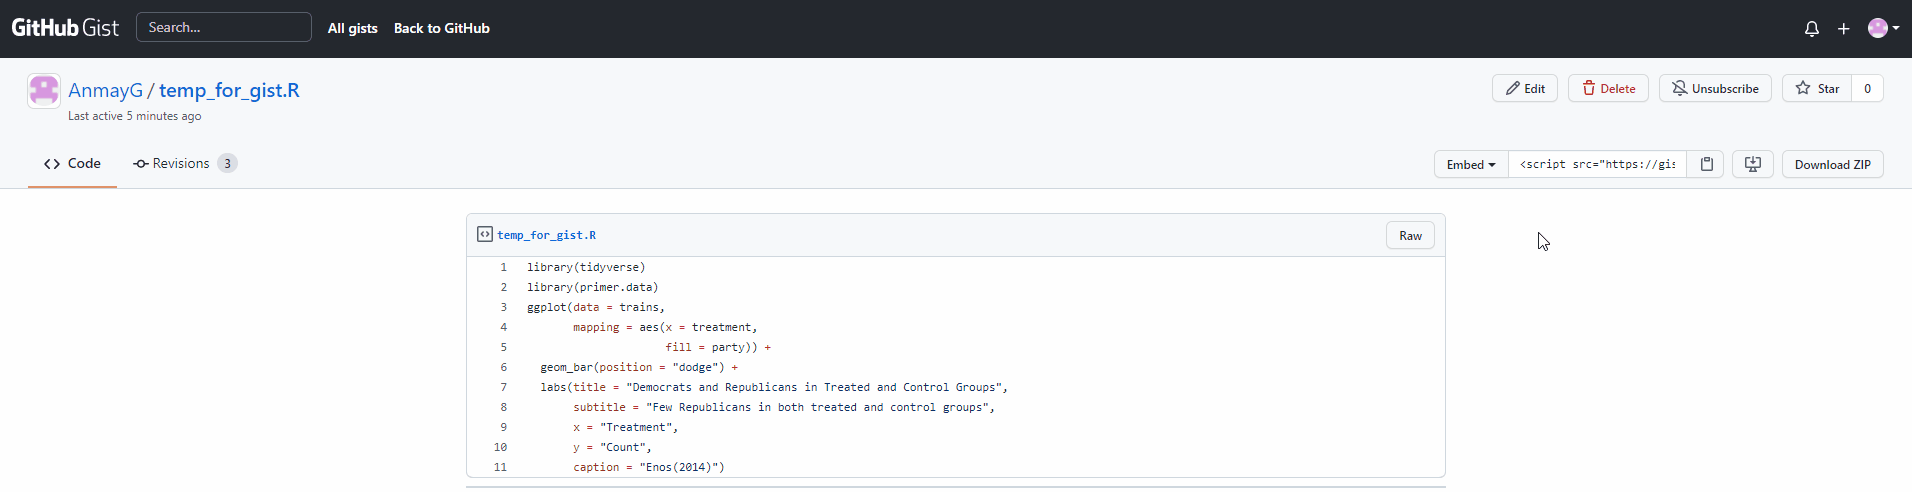 GitHub Gist Search... All gists Back to GitHub
AnmayG / temp_for_gist.R Edit Delete Unsubscribe Star 0
Last active 5 minutes ago
Code Revisions 3 Embed <script src="https://gis Download ZIP
temp_for_gist.R Raw
1 library(tidyverse)
2 library(primer.data)
3 ggplot(data = trains,
4 mapping = aes(x = treatment,
5 fill = party)) +
6 geom_bar(position = "dodge") +
7 labs(title = "Democrats and Republicans in Treated and Control Groups",
8 subtitle = "Few Republicans in both treated and control groups",
9 x = "Treatment",
10 y = "Count",
11 caption = "Enos(2014)")